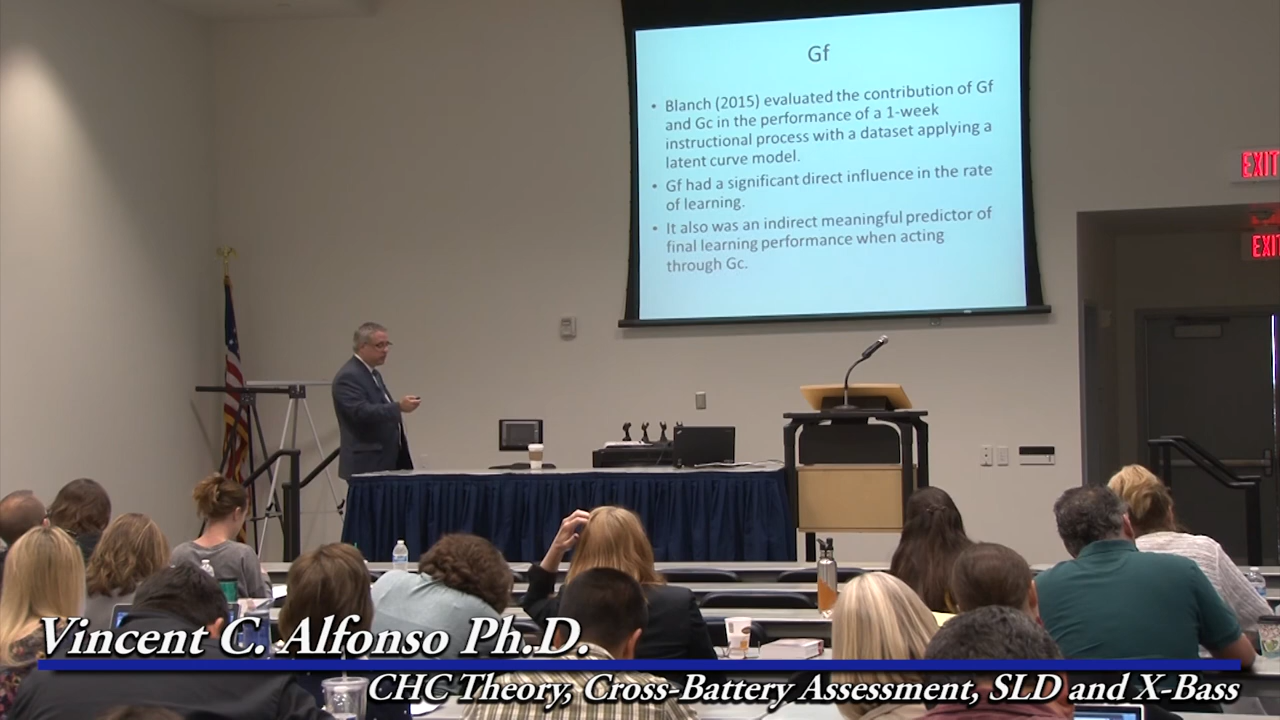 Gf
• Blanch (2015) evaluated the contribution of Gf
and Gc in the performance of a 1-week
instructional process with a dataset applying a
latent curve model.
• Gf had a significant direct influence in the rate
of learning.
• It also was an indirect meaningful predictor of
final learning performance when acting
through Gc.
EXIT
EXIT
Vincent C. Alfonso Ph.D.
CHC Theory, Cross-Battery Assessment, SLD and X-Bass